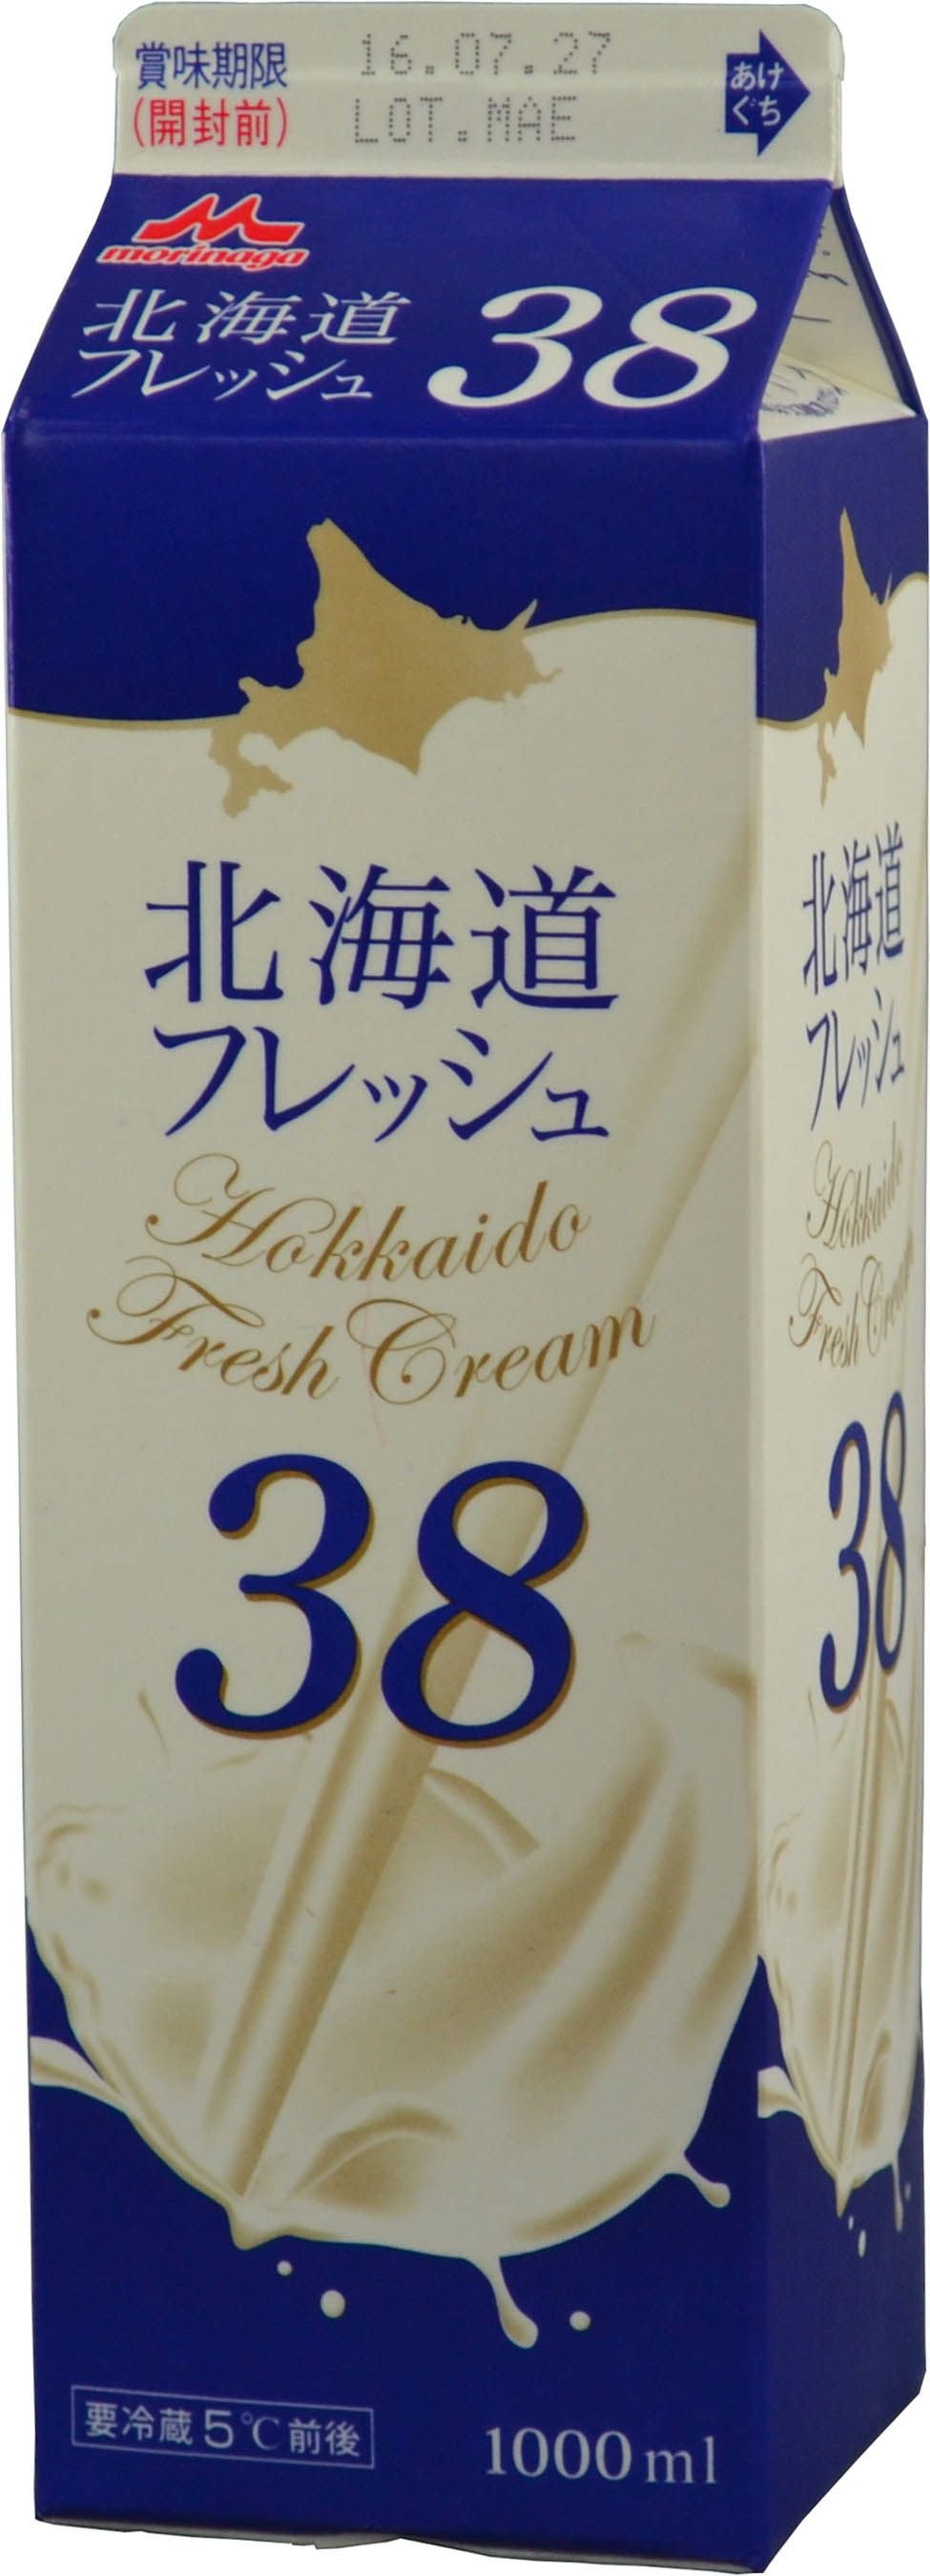 賞味期限
(開封前)
16.07.27
LOT.MAE
あけ
ぐち
morinaga
北海道
フレッシュ
38
北海道
フレッシュ
Hokkaido
Fresh Cream
38
要冷蔵5℃前後
1000ml
北海道
フレッシュ
Hokkaido
Fresh Cream
38